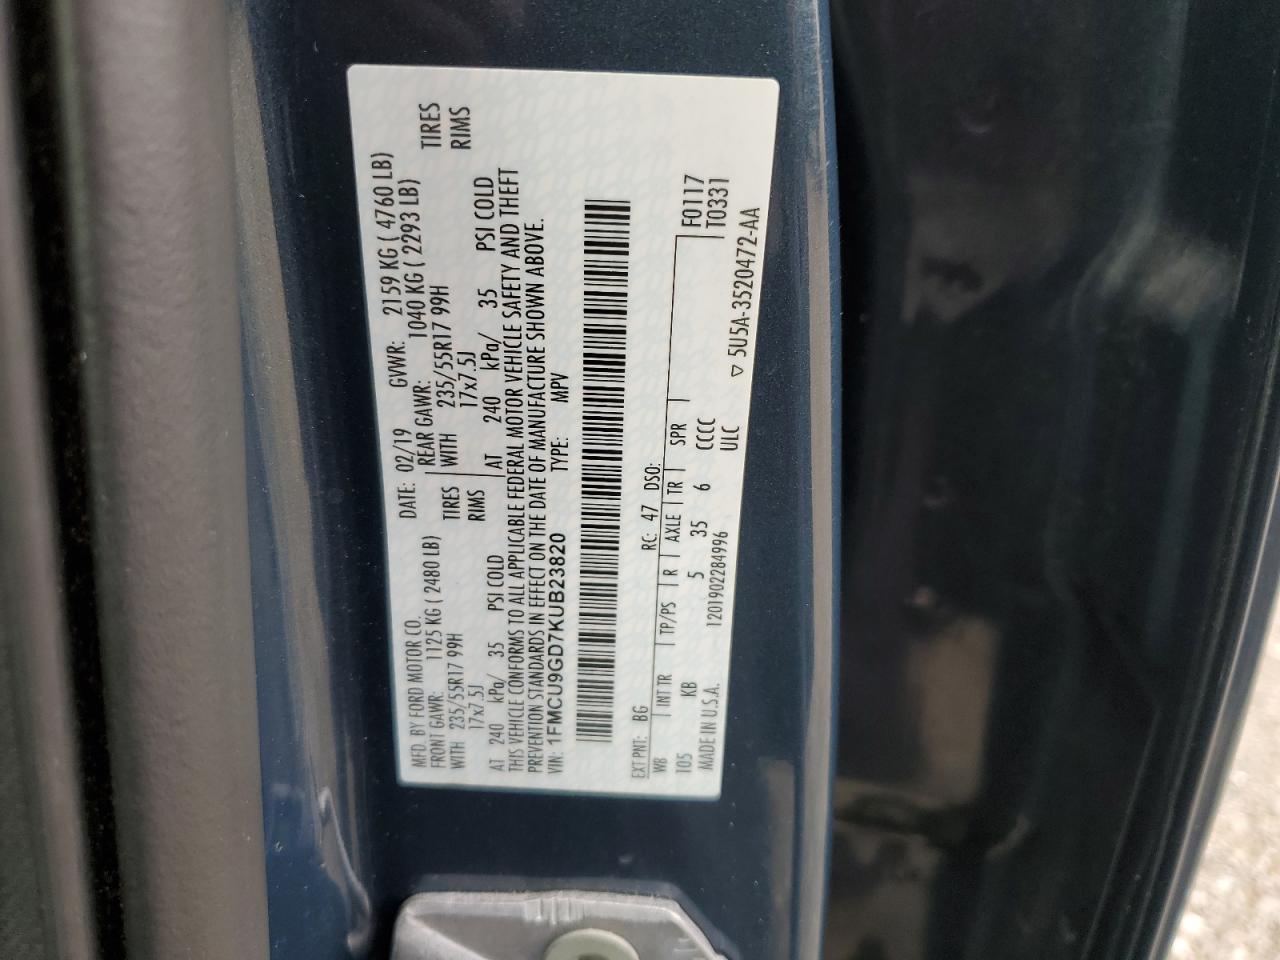 MFD. BY FORD MOTOR CO.
DATE: 02/19 GVWR: 2159 KG ( 4760 LB)
FRONT GAWR: 1125 KG ( 2480 LB) REAR GAWR: 1040 KG ( 2293 LB)
WITH 235/55R17 99H TIRES WITH 235/55R17 99H TIRES
17x7.5J RIMS 17x7.5J RIMS
AT 240 kPa/ 35 PSI COLD AT 240 kPa/ 35 PSI COLD
THIS VEHICLE CONFORMS TO ALL APPLICABLE FEDERAL MOTOR VEHICLE SAFETY AND THEFT
PREVENTION STANDARDS IN EFFECT ON THE DATE OF MANUFACTURE SHOWN ABOVE.
VIN: 1FMCU9GD7KUB23820 TYPE: MPV
EXT PNT: BG RC: 47 DSO:
WB INT TR TP/PS R AXLE TR SPR F0117
105 KB 5 35 6 CCCC T0331
MADE IN U.S.A. 1201902284996 ULC
▽ 5U5A-3520472-AA